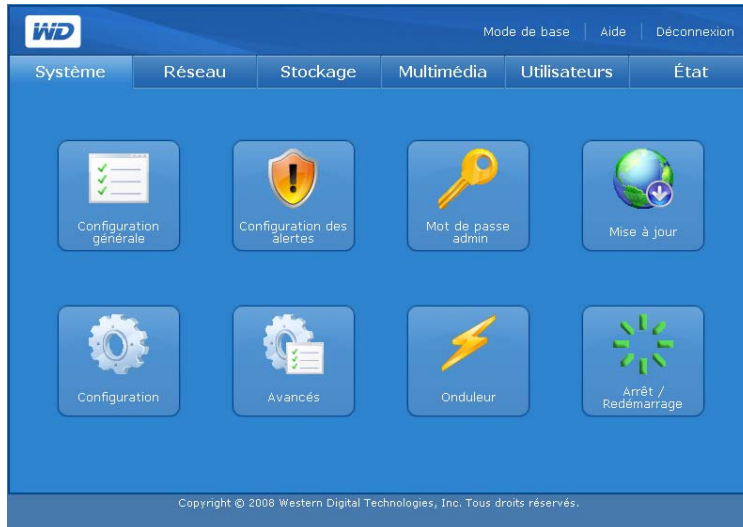 WD
Mode de base | Aide | Déconnexion
Système Réseau Stockage Multimédia Utilisateurs État
Configuration générale
Configuration des alertes
Mot de passe admin
Mise à jour
Configuration
Avancés
Onduleur
Arrêt / Redémarrage
Copyright © 2008 Western Digital Technologies, Inc. Tous droits réservés.